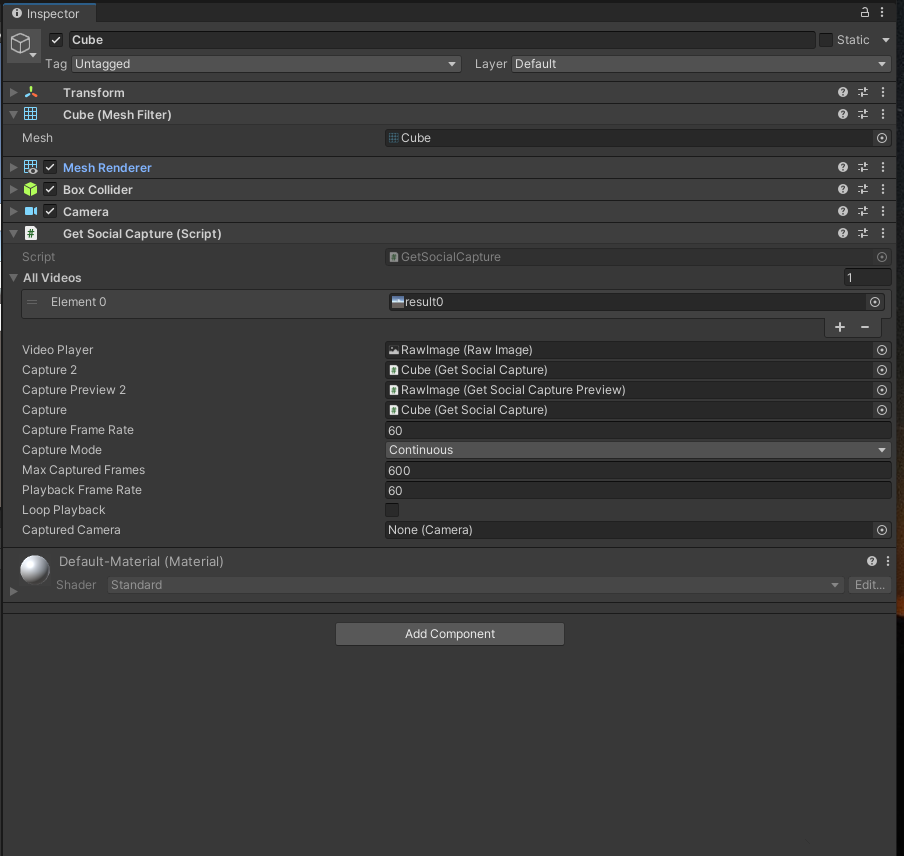 Inspector
Cube
Static
Tag Untagged Layer Default
Transform
Cube (Mesh Filter)
Mesh Cube
Mesh Renderer
Box Collider
Camera
# Get Social Capture (Script)
Script # GetSocialCapture
All Videos 1
Element 0 result0
+ −
Video Player RawImage (Raw Image)
Capture 2 # Cube (Get Social Capture)
Capture Preview 2 # RawImage (Get Social Capture Preview)
Capture # Cube (Get Social Capture)
Capture Frame Rate 60
Capture Mode Continuous
Max Captured Frames 600
Playback Frame Rate 60
Loop Playback
Captured Camera None (Camera)
Default-Material (Material)
Shader Standard Edit...
Add Component